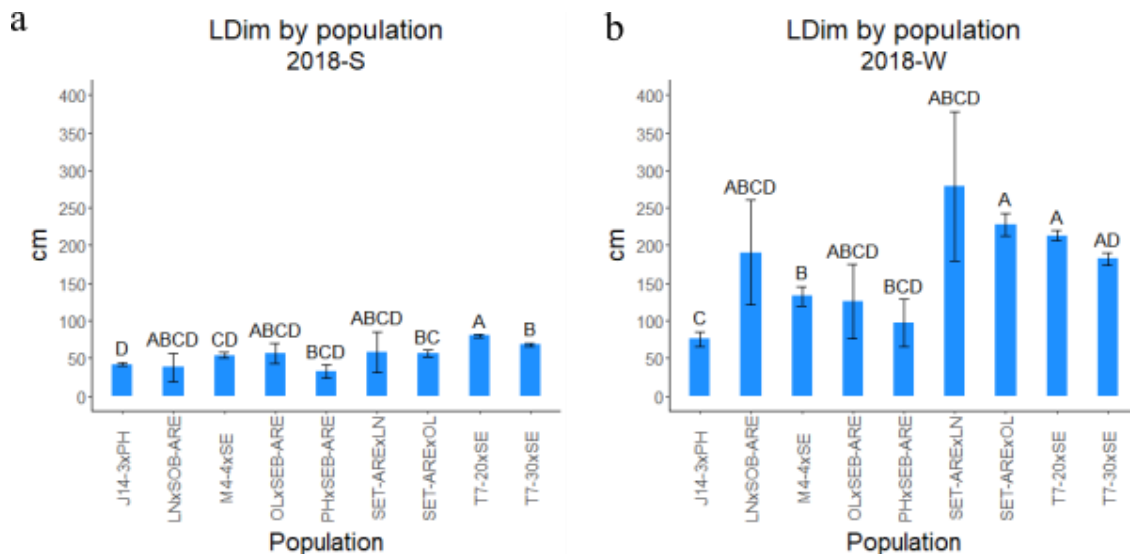 a
LDim by population
2018-S
400
350
300
250
200
150
100
50
0
cm
D
ABCD
CD
ABCD
BCD
ABCD
BC
A
B
J14-3xPH
LNxSOB-ARE
M4-4xSE
OLxSEB-ARE
PHxSEB-ARE
SET-ARExLN
SET-ARExOL
T7-20xSE
T7-30xSE
Population
b
LDim by population
2018-W
400
350
300
250
200
150
100
50
0
cm
C
ABCD
B
ABCD
BCD
ABCD
A
A
AD
J14-3xPH
LNxSOB-ARE
M4-4xSE
OLxSEB-ARE
PHxSEB-ARE
SET-ARExLN
SET-ARExOL
T7-20xSE
T7-30xSE
Population